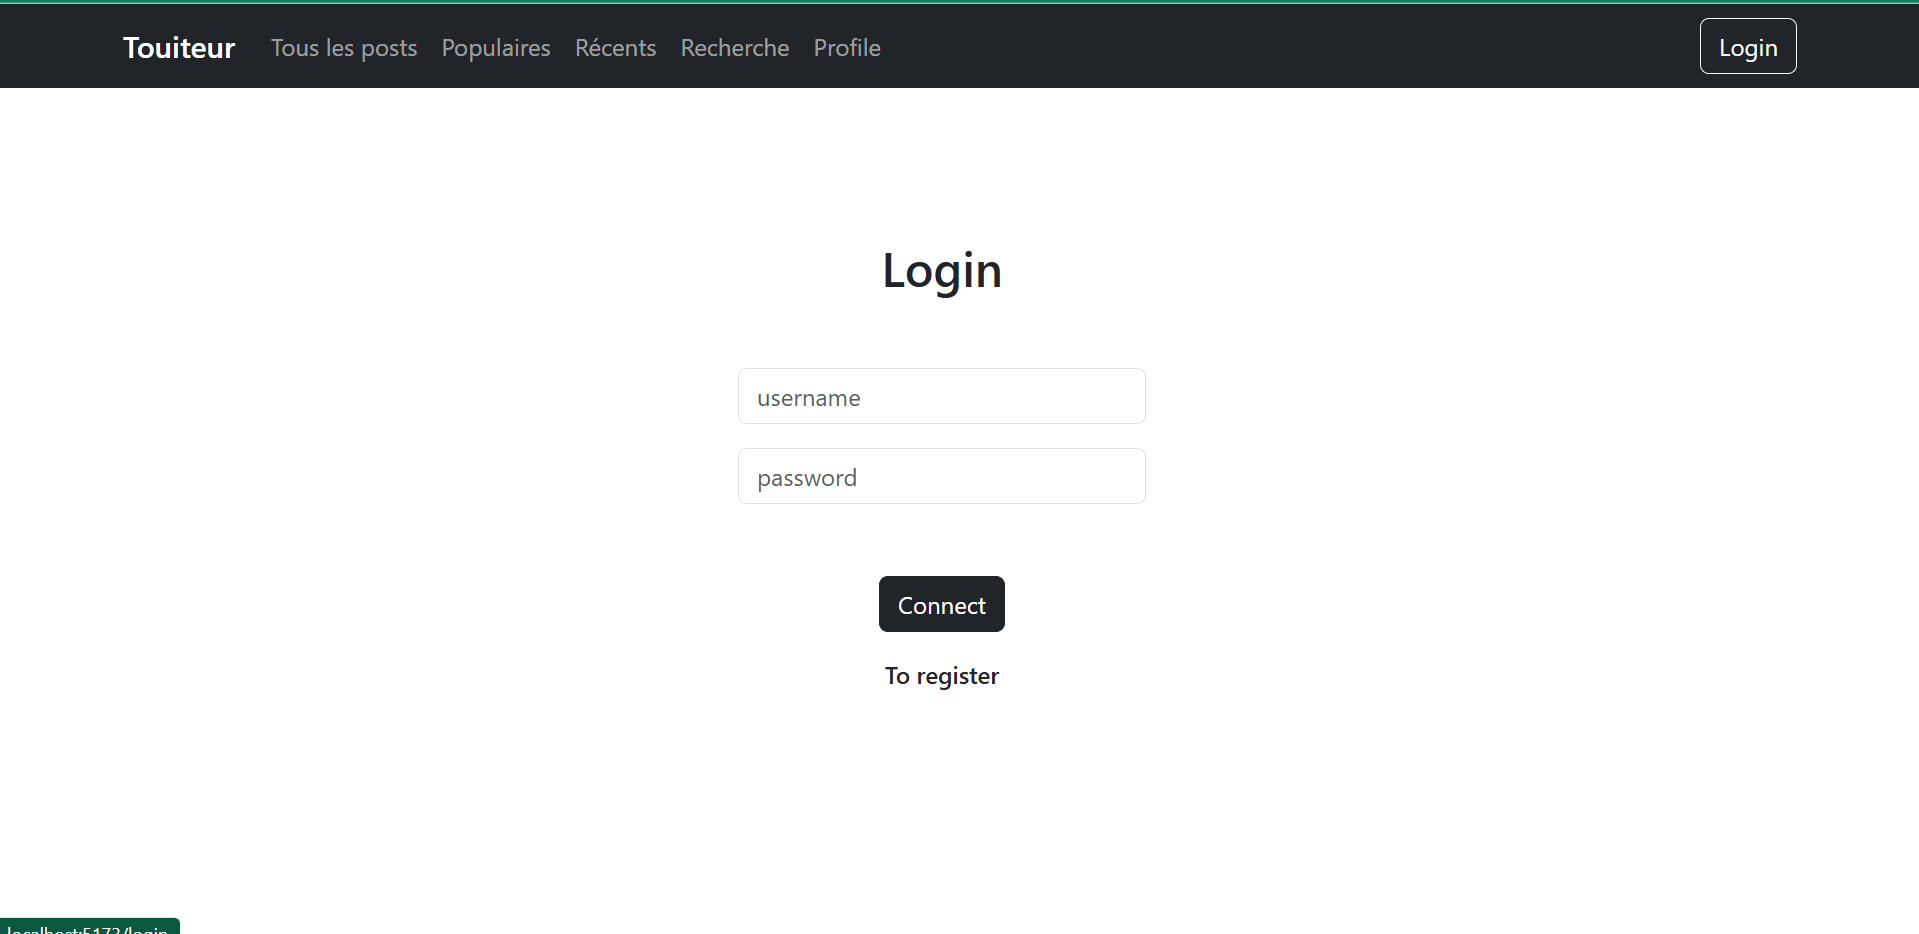 Touiteur Tous les posts Populaires Récents Recherche Profile Login
Login
username
password
Connect
To register
localhost:5173/login